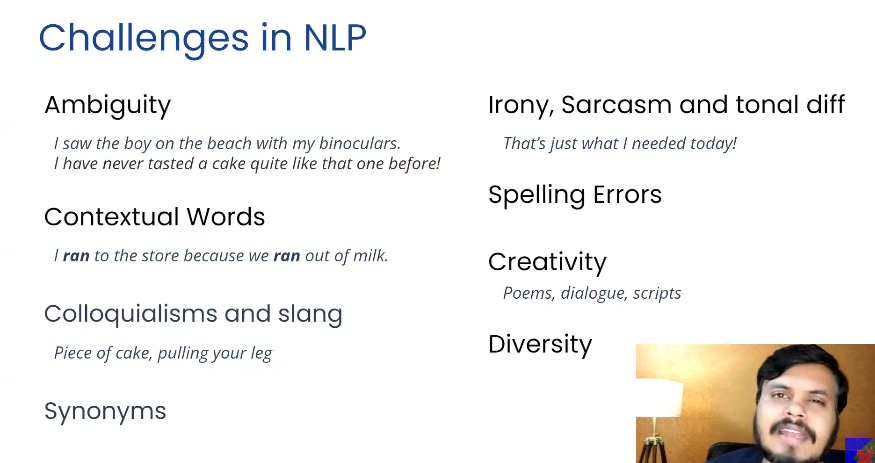 Challenges in NLP
Ambiguity
I saw the boy on the beach with my binoculars.
I have never tasted a cake quite like that one before!
Contextual Words
I ran to the store because we ran out of milk.
Colloquialisms and slang
Piece of cake, pulling your leg
Synonyms
Irony, Sarcasm and tonal diff
That's just what I needed today!
Spelling Errors
Creativity
Poems, dialogue, scripts
Diversity